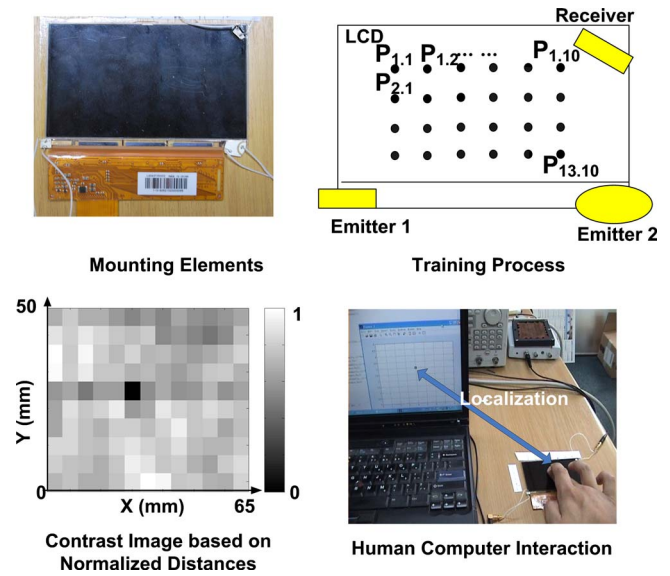 Receiver
LCD
P1.1 P1.2 ... ... P1.10
P2.1
P13.10
Emitter 1
Emitter 2
Mounting Elements
Training Process
50
1
Y (mm)
0
X (mm)
65
0
Contrast Image based on
Normalized Distances
Localization
Human Computer Interaction